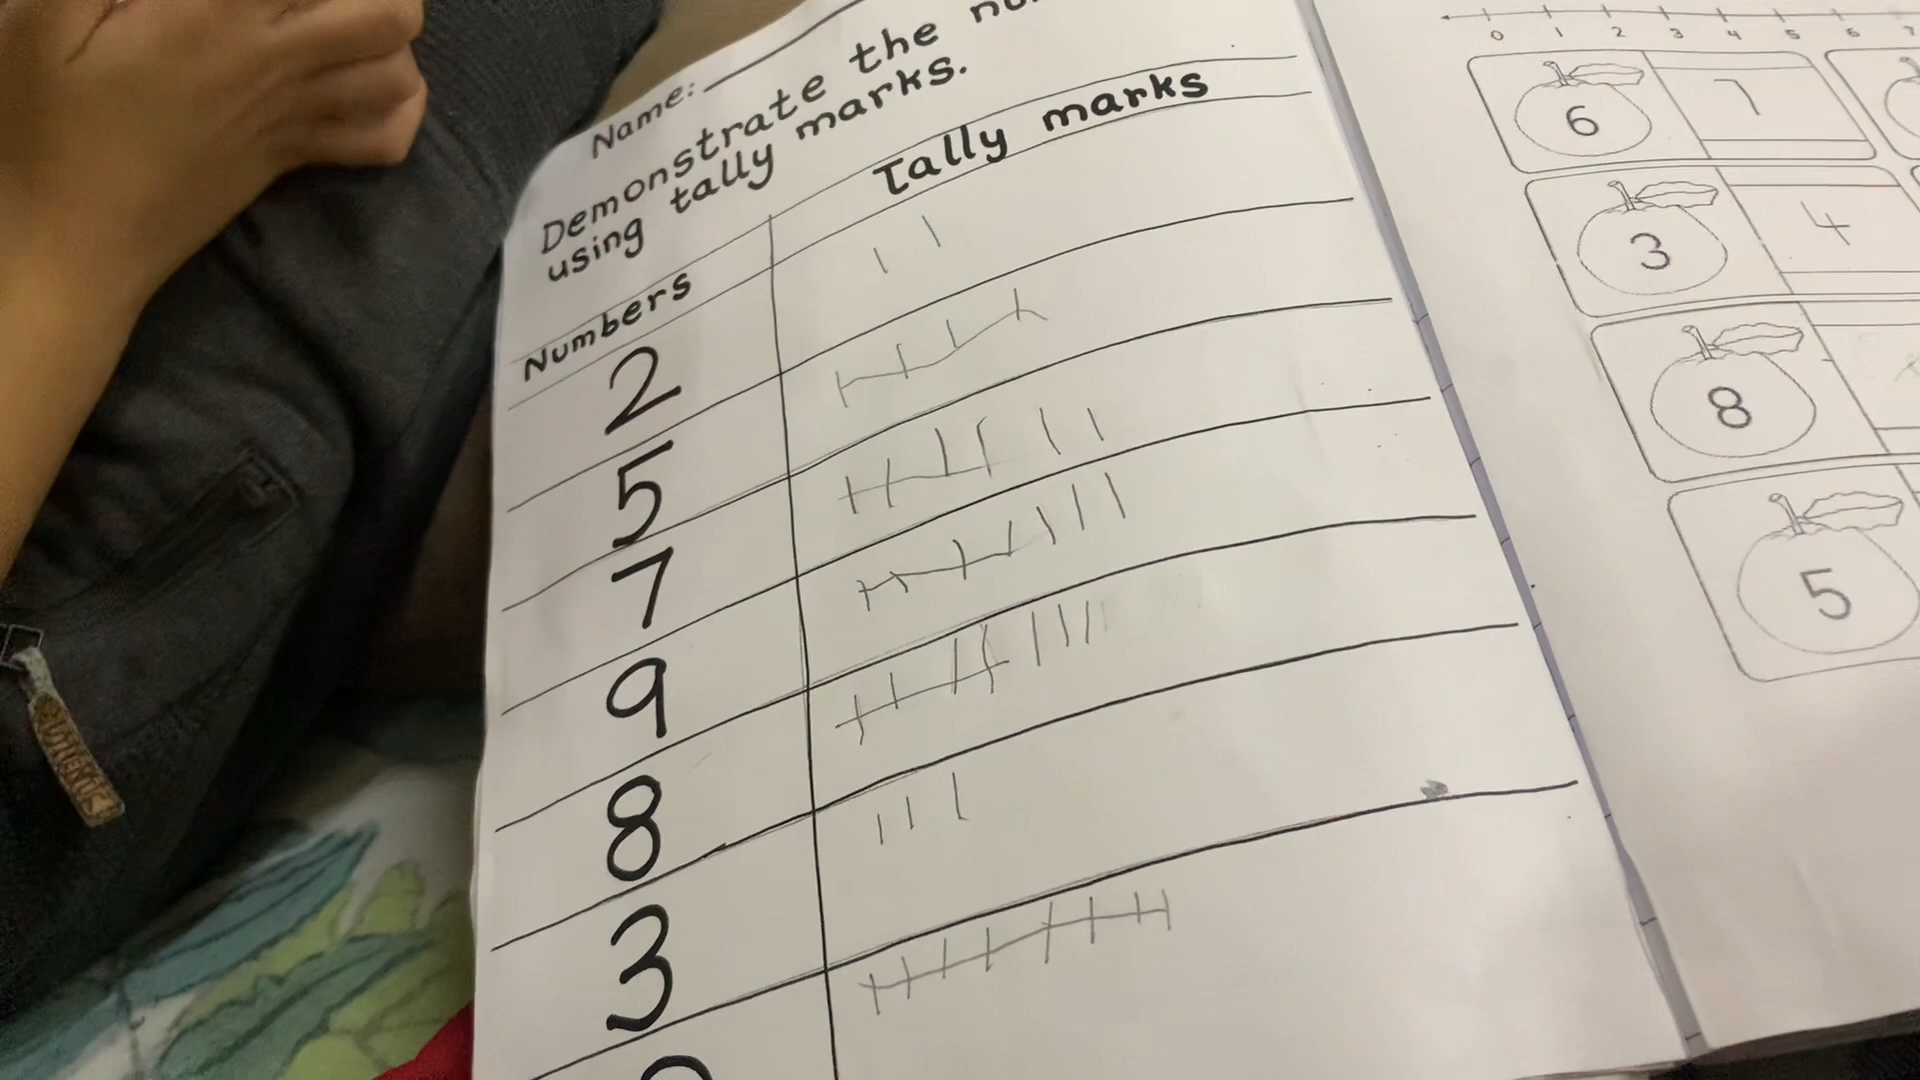 Name:
Demonstrate the
using tally marks.
Numbers
Tally marks
2
5
7
9
8
3
0 1 2 3 4 5 6 7
6 7
3 4
8
5